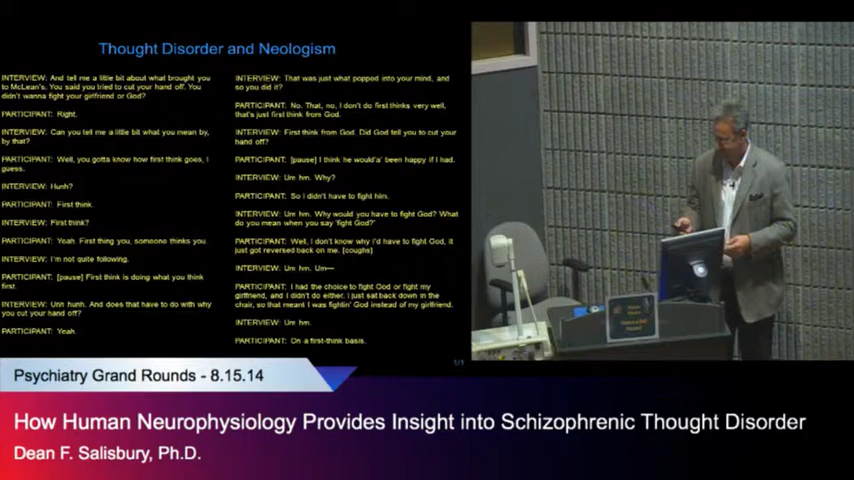 Thought Disorder and Neologism
INTERVIEW: And tell me a little bit about what brought you
to McLean's. You said you tried to cut your hand off. You
didn't wanna fight your girlfriend or God?
PARTICIPANT: Right.
INTERVIEW: Can you tell me a little bit what you mean by,
by that?
PARTICIPANT: Well, you gotta know how first think goes, I
guess.
INTERVIEW: Hunh?
PARTICIPANT: First think.
INTERVIEW: First think?
PARTICIPANT: Yeah. First thing you, someone thinks you.
INTERVIEW: I'm not quite following.
PARTICIPANT: [pause] First think is doing what you think
first.
INTERVIEW: Unh hunh. And does that have to do with why
you cut your hand off?
PARTICIPANT: Yeah.
INTERVIEW: That was just what popped into your mind, and
so you did it?
PARTICIPANT: No. That, no, I don't do first thinks very well,
that's just first think from God.
INTERVIEW: First think from God. Did God tell you to cut your
hand off?
PARTICIPANT: [pause] I think he would'a' been happy if I had.
INTERVIEW: Um hm. Why?
PARTICIPANT: So I didn't have to fight him.
INTERVIEW: Um hm. Why would you have to fight God? What
do you mean when you say 'fight God?'
PARTICIPANT: Well, I don't know why I'd have to fight God, it
just got reversed back on me. [coughs]
INTERVIEW: Um hm. Um—
PARTICIPANT: I had the choice to fight God or fight my
girlfriend, and I didn't do either. I just sat back down in the
chair, so that meant I was fightin' God instead of my girlfriend.
INTERVIEW: Um hm.
PARTICIPANT: On a first-think basis.
1/1
Psychiatry Grand Rounds - 8.15.14
How Human Neurophysiology Provides Insight into Schizophrenic Thought Disorder
Dean F. Salisbury, Ph.D.